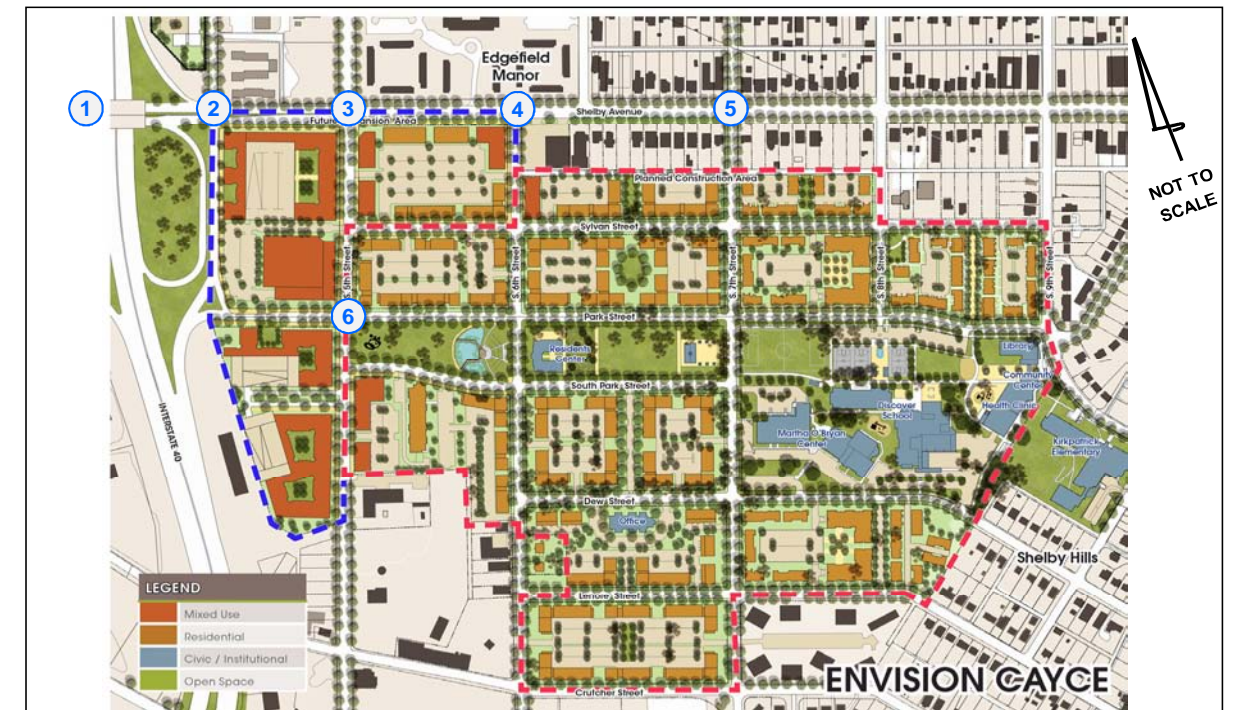 Edgefield
Manor
1
2
3
4
5
Shelby Avenue
Future
ansion Area
NOT TO
SCALE
Planned Construction Area
Sylvan Street
S. 5th Street
S. 6th Street
S. 7th Street
S. 8th Street
S. 9th Street
6
Park Street
Residents
Center
Library
Community
Center
South Park Street
Discover
School
Health Clinic
INTERSTATE 40
Martha O'Bryan
Center
Kirkpatrick
Elementary
Dew Street
Office
Shelby Hills
LEGEND
Mixed Use
Residential
Civic / Institutional
Open Space
Lenore Street
ENVISION CAYCE
Crutcher Street